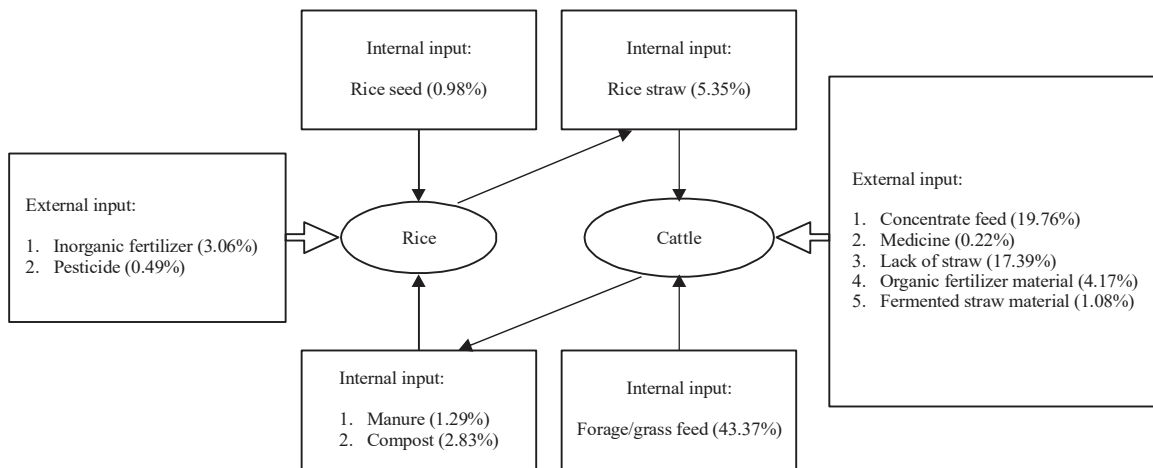 Internal input:
Rice seed (0.98%)
Internal input:
Rice straw (5.35%)
External input:
1. Inorganic fertilizer (3.06%)
2. Pesticide (0.49%)
Rice
Cattle
External input:
1. Concentrate feed (19.76%)
2. Medicine (0.22%)
3. Lack of straw (17.39%)
4. Organic fertilizer material (4.17%)
5. Fermented straw material (1.08%)
Internal input:
1. Manure (1.29%)
2. Compost (2.83%)
Internal input:
Forage/grass feed (43.37%)